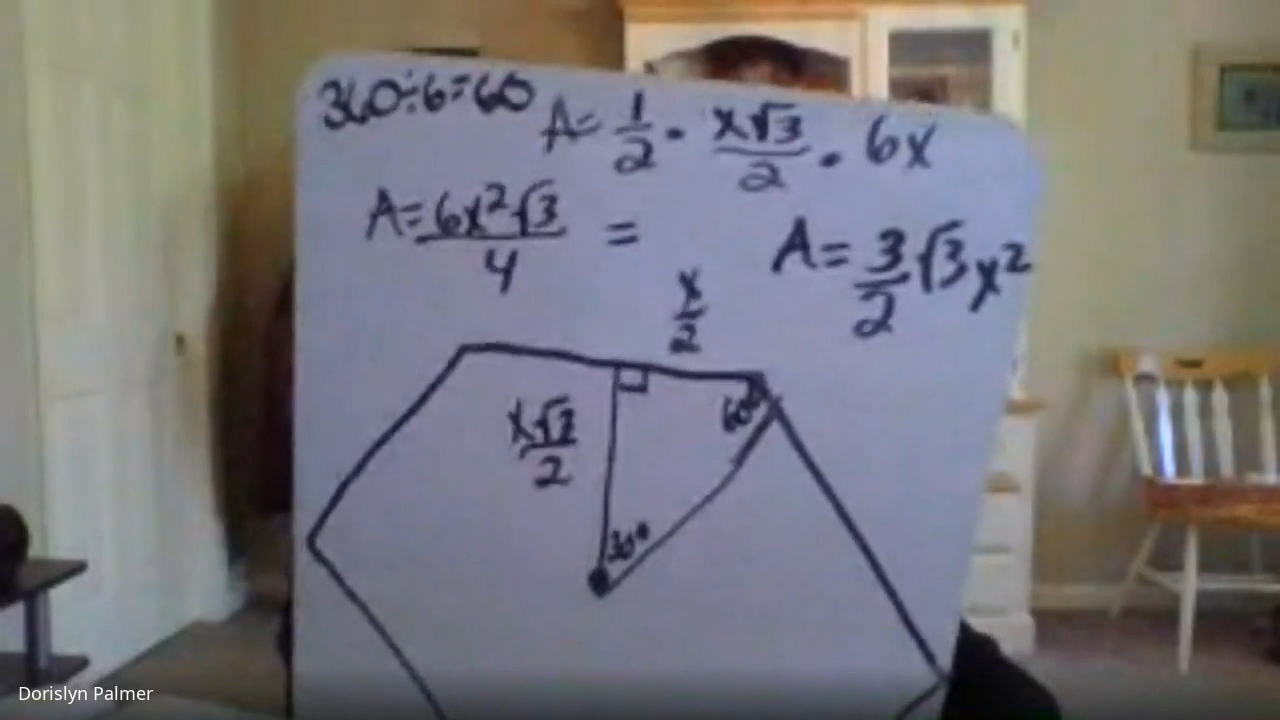 360÷6=60
A= 1/2 · x√3/2 · 6x
A= 6x²√3/4 =
A= 3/2 √3x²
x/2
x√3/2
60°
30°
Dorislyn Palmer